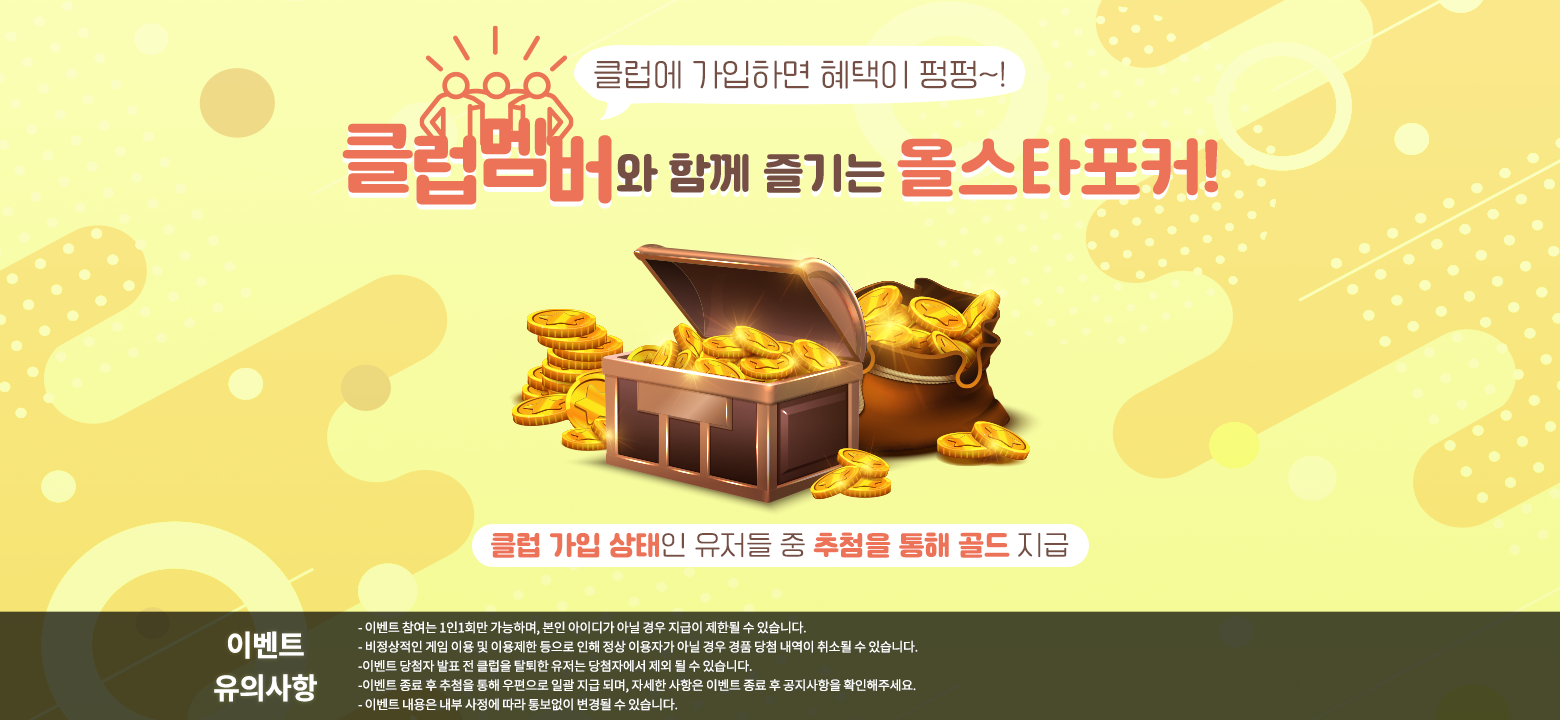 클럽에 가입하면 혜택이 펑펑~!
클럽멤버와 함께 즐기는 올스타포커!
클럽 가입 상태인 유저들 중 추첨을 통해 골드 지급
이벤트
유의사항
- 이벤트 참여는 1인1회만 가능하며, 본인 아이디가 아닐 경우 지급이 제한될 수 있습니다.
- 비정상적인 게임 이용 및 이용제한 등으로 인해 정상 이용자가 아닐 경우 경품 당첨 내역이 취소될 수 있습니다.
-이벤트 당첨자 발표 전 클럽을 탈퇴한 유저는 당첨자에서 제외 될 수 있습니다.
-이벤트 종료 후 추첨을 통해 우편으로 일괄 지급 되며, 자세한 사항은 이벤트 종료 후 공지사항을 확인해주세요.
- 이벤트 내용은 내부 사정에 따라 통보없이 변경될 수 있습니다.